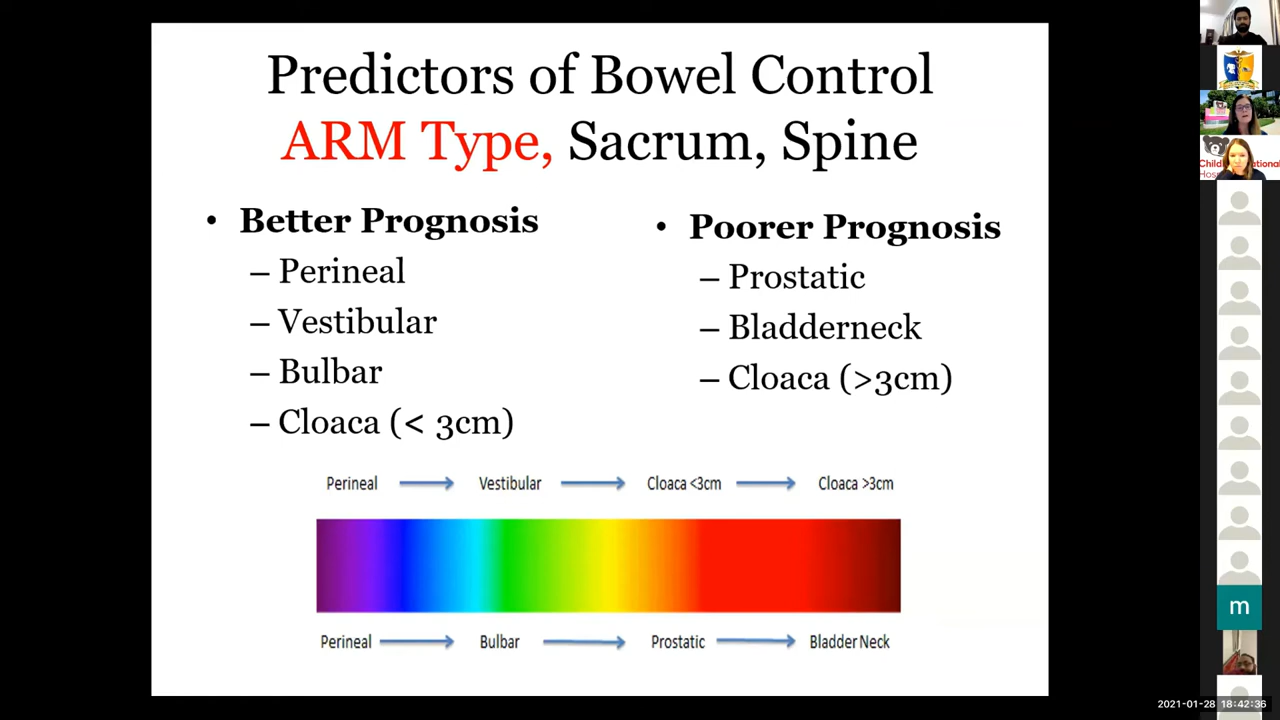 Predictors of Bowel Control
ARM Type, Sacrum, Spine
• Better Prognosis
– Perineal
– Vestibular
– Bulbar
– Cloaca (< 3cm)
• Poorer Prognosis
– Prostatic
– Bladderneck
– Cloaca (>3cm)
Perineal Vestibular Cloaca <3cm Cloaca >3cm
Perineal Bulbar Prostatic Bladder Neck
m
2021-01-28 18:42:36